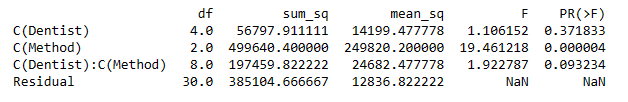 df sum_sq mean_sq F PR(>F)
C(Dentist) 4.0 56797.911111 14199.477778 1.106152 0.371833
C(Method) 2.0 499640.400000 249820.200000 19.461218 0.000004
C(Dentist):C(Method) 8.0 197459.822222 24682.477778 1.922787 0.093234
Residual 30.0 385104.666667 12836.822222 NaN NaN